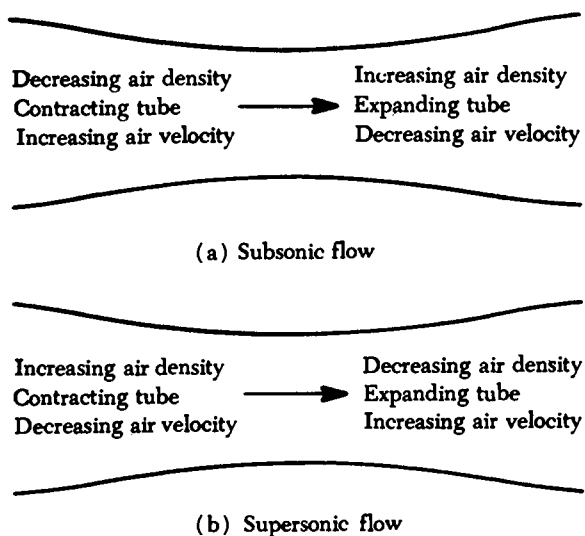 Decreasing air density
Contracting tube
Increasing air velocity
Increasing air density
Expanding tube
Decreasing air velocity
(a) Subsonic flow
Increasing air density
Contracting tube
Decreasing air velocity
Decreasing air density
Expanding tube
Increasing air velocity
(b) Supersonic flow